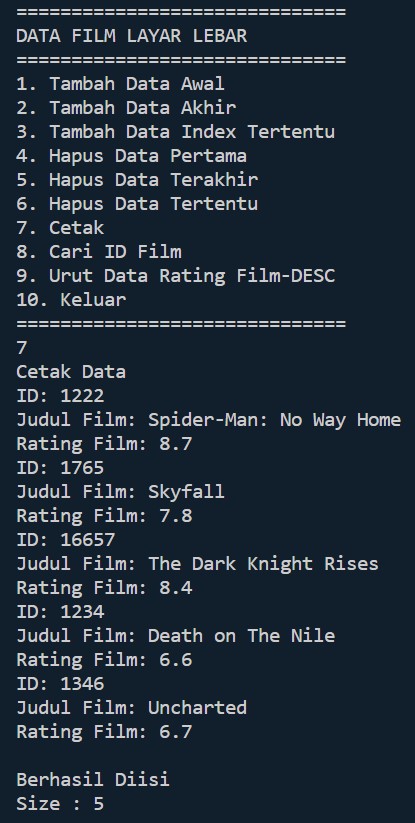 ==============================
DATA FILM LAYAR LEBAR
==============================
1. Tambah Data Awal
2. Tambah Data Akhir
3. Tambah Data Index Tertentu
4. Hapus Data Pertama
5. Hapus Data Terakhir
6. Hapus Data Tertentu
7. Cetak
8. Cari ID Film
9. Urut Data Rating Film-DESC
10. Keluar
==============================
7
Cetak Data
ID: 1222
Judul Film: Spider-Man: No Way Home
Rating Film: 8.7
ID: 1765
Judul Film: Skyfall
Rating Film: 7.8
ID: 16657
Judul Film: The Dark Knight Rises
Rating Film: 8.4
ID: 1234
Judul Film: Death on The Nile
Rating Film: 6.6
ID: 1346
Judul Film: Uncharted
Rating Film: 6.7
Berhasil Diisi
Size : 5